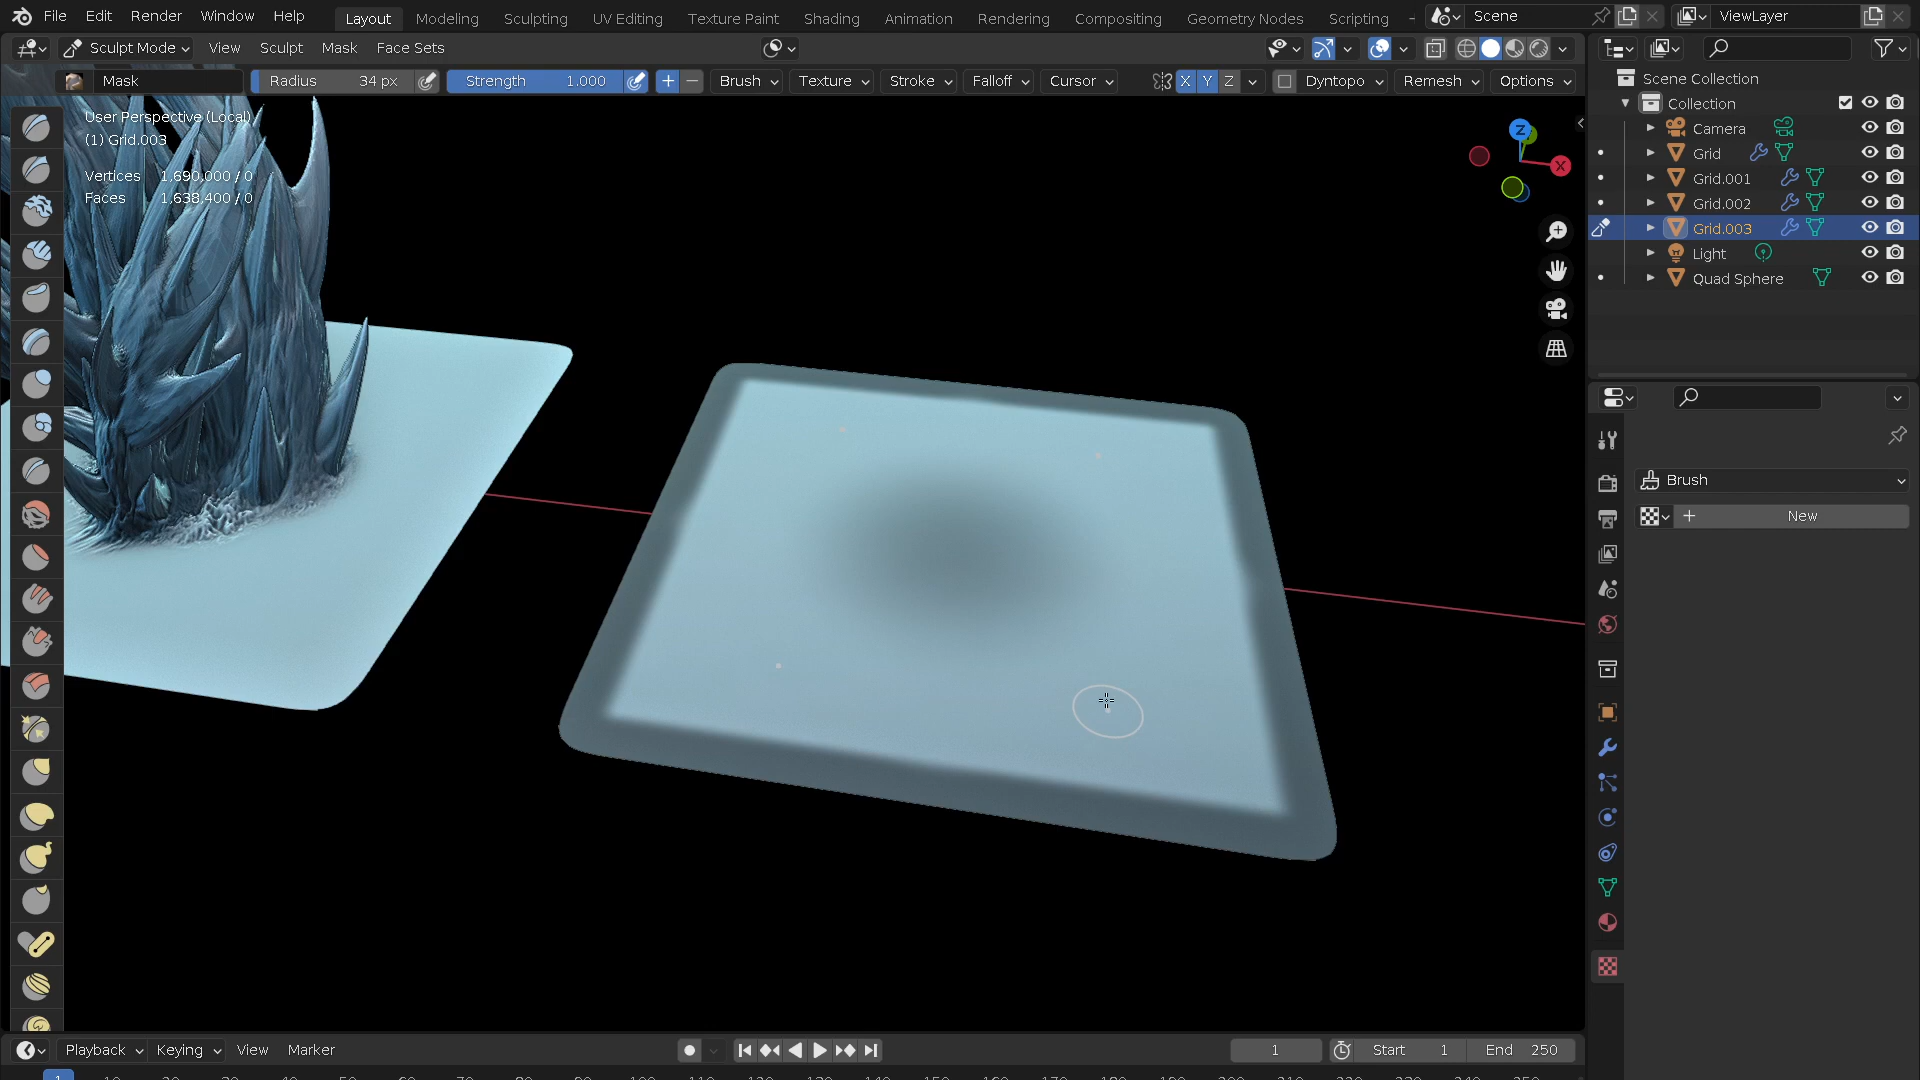 File Edit Render Window Help Layout Modeling Sculpting UV Editing Texture Paint Shading Animation Rendering Compositing Geometry Nodes Scripting Scene ViewLayer
Sculpt Mode View Sculpt Mask Face Sets
Mask Radius 34 px Strength 1.000 Brush Texture Stroke Falloff Cursor X Y Z Dyntopo Remesh Options
User Perspective (Local)
(1) Grid.003
Vertices 1,690,000 / 0
Faces 1,638,400 / 0
Z
X
Scene Collection
Collection
Camera
Grid
Grid.001
Grid.002
Grid.003
Light
Quad Sphere
Brush
New
Playback Keying View Marker 1 Start 1 End 250
1